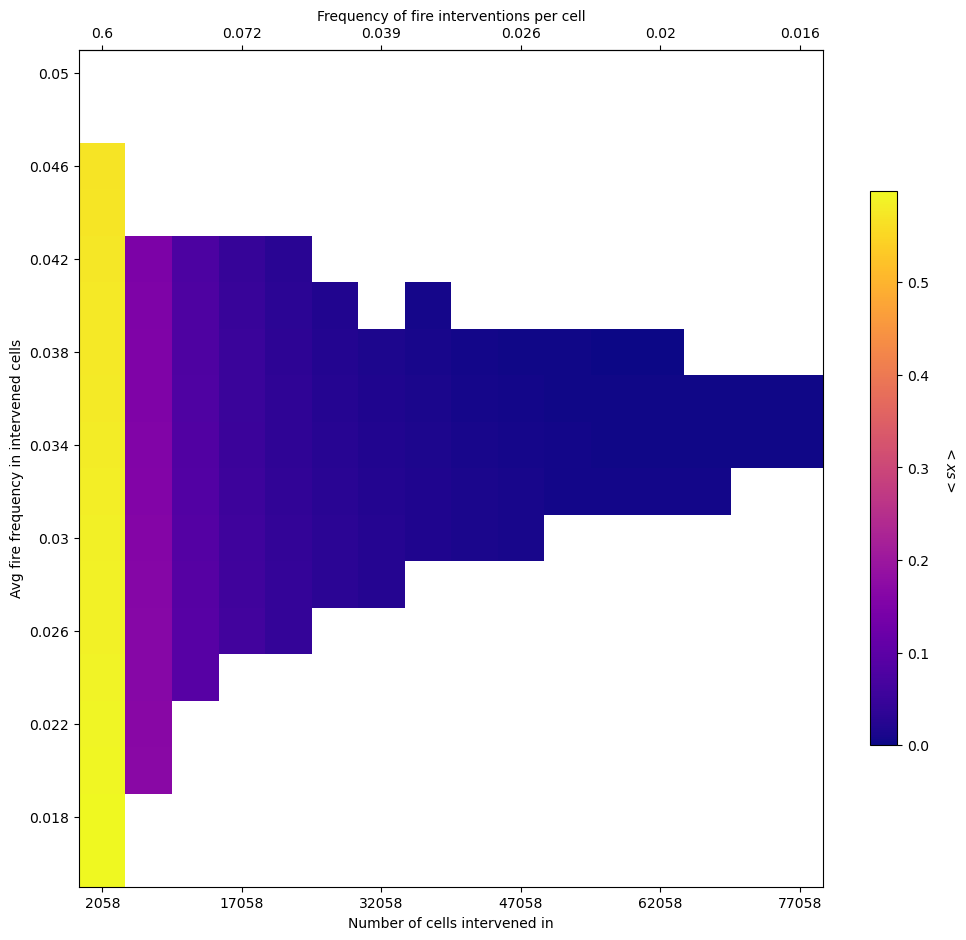 Frequency of fire interventions per cell
0.6 0.072 0.039 0.026 0.02 0.016
0.05
0.046
0.042
0.038
0.034
0.03
0.026
0.022
0.018
Avg fire frequency in intervened cells
2058 17058 32058 47058 62058 77058
Number of cells intervened in
0.5
0.4
0.3
0.2
0.1
0.0
< xs >